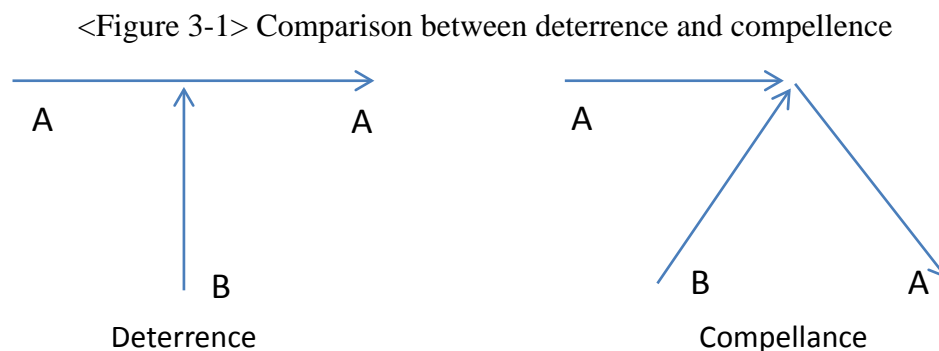 <Figure 3-1> Comparison between deterrence and compellence
A
A
B
Deterrence
A
B
A
Compellance